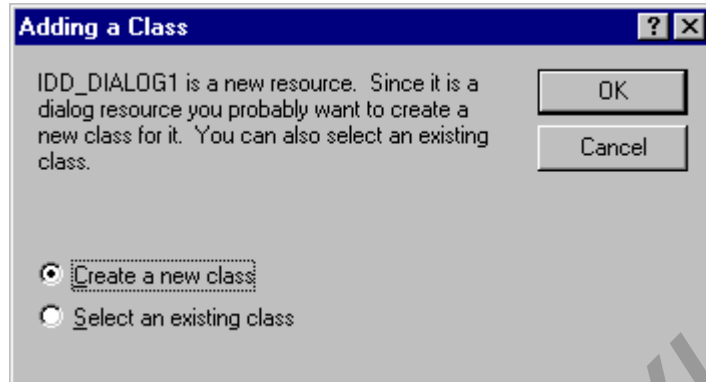 Adding a Class
IDD_DIALOG1 is a new resource. Since it is a
dialog resource you probably want to create a
new class for it. You can also select an existing
class.
OK
Cancel
Create a new class
Select an existing class